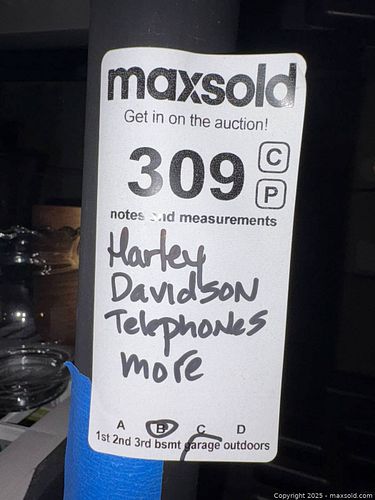 maxsold
Get in on the auction!
309 C
P
notes and measurements
Harley
Davidson
Telephones
more
A B C D
1st 2nd 3rd bsmt garage outdoors
Copyright 2025 - maxsold.com